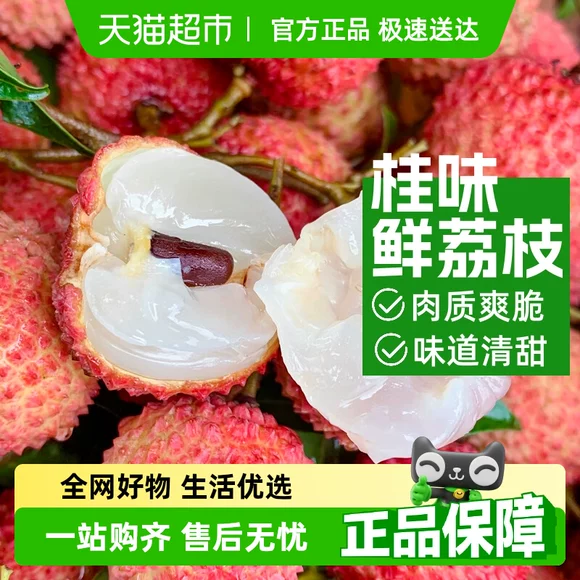 天猫超市 官方正品 极速送达
桂味
鲜荔枝
肉质爽脆
味道清甜
全网好物 生活优选
一站购齐 售后无忧
正品保障